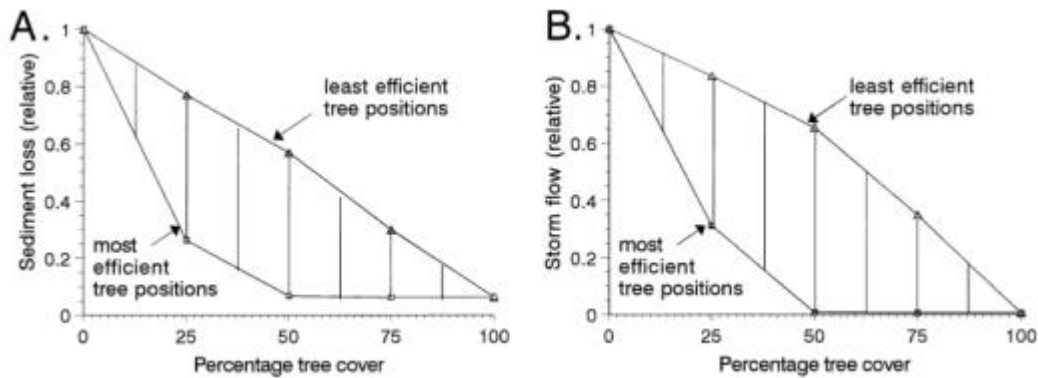 A.
Sediment loss (relative)
1
0.8
0.6
0.4
0.2
0
least efficient
tree positions
most
efficient
tree positions
0 25 50 75 100
Percentage tree cover
B.
Storm flow (relative)
1
0.8
0.6
0.4
0.2
0
least efficient
tree positions
most
efficient
tree positions
0 25 50 75 100
Percentage tree cover